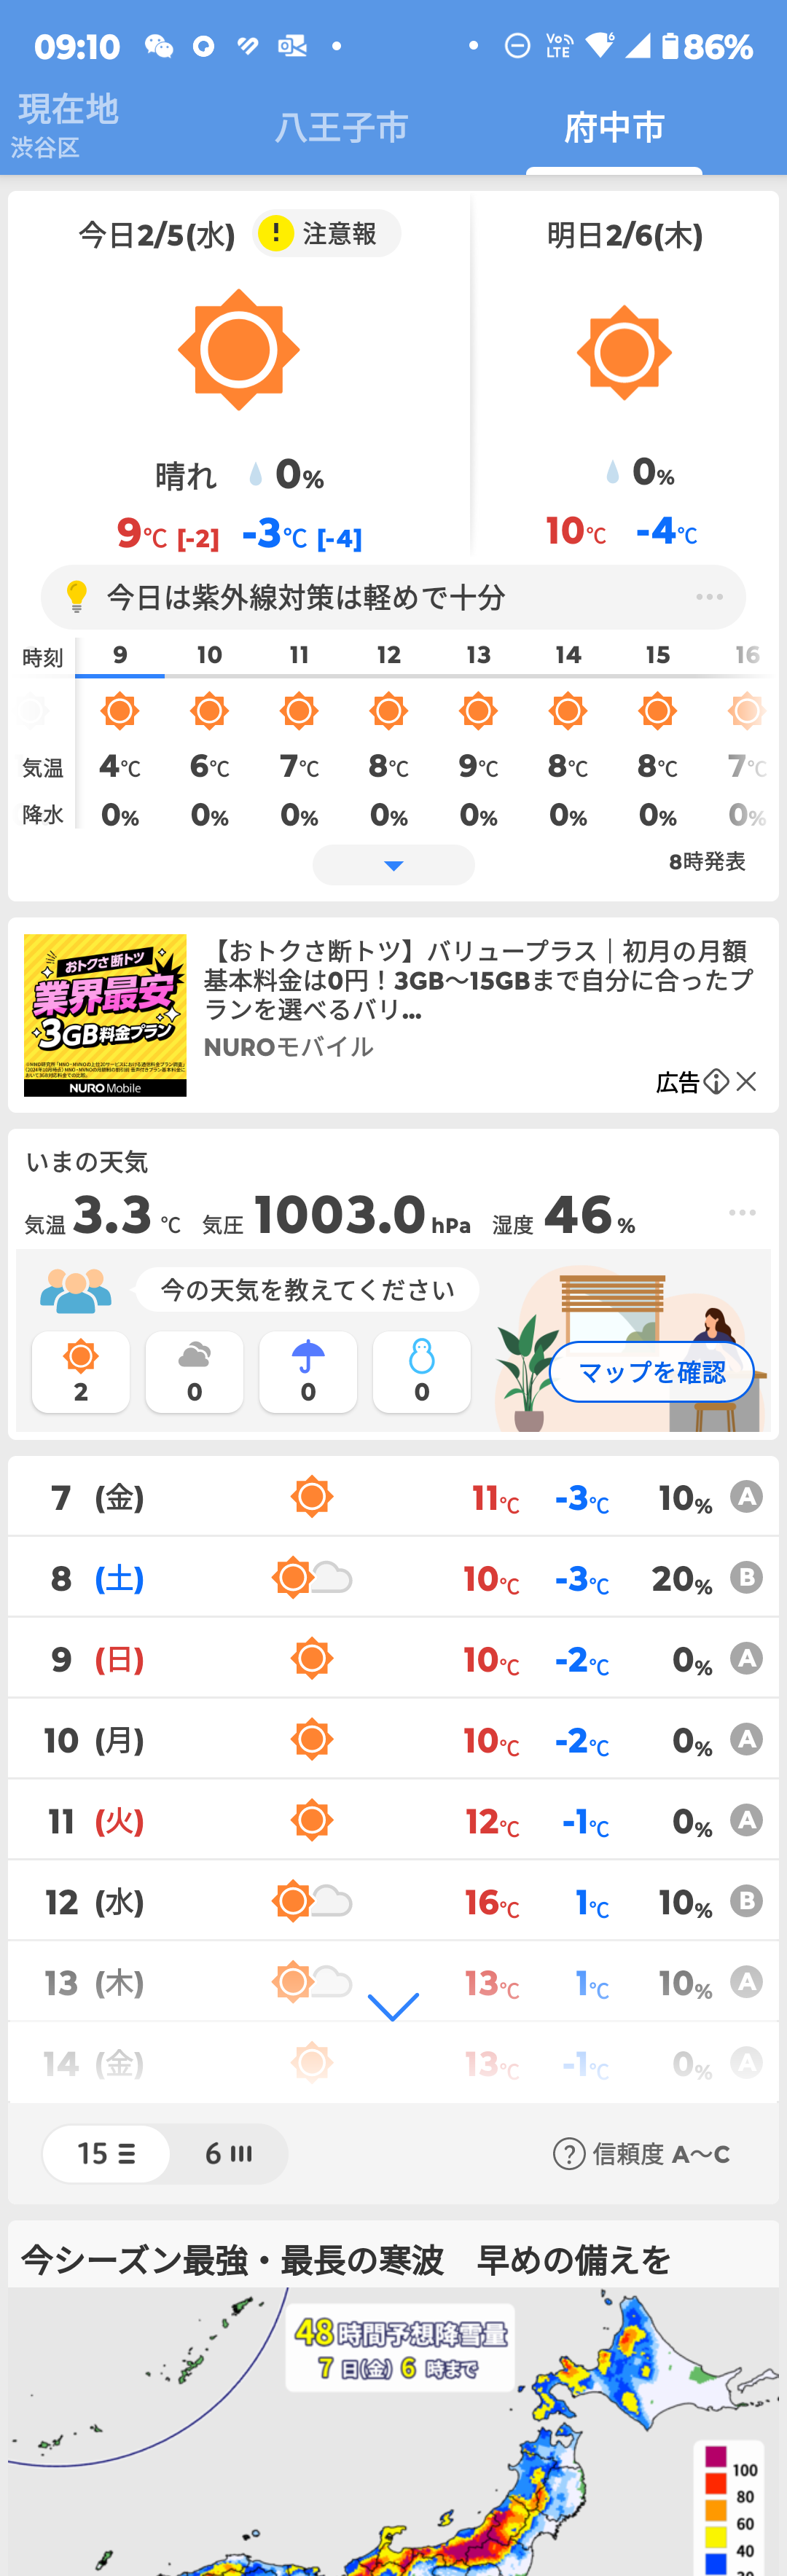 09:10 Vo LTE 6 86%
現在地
渋谷区
八王子市
府中市
今日2/5(水) ! 注意報
明日2/6(木)
晴れ 0%
0%
9℃ [-2] -3℃ [-4]
10℃ -4℃
今日は紫外線対策は軽めで十分
時刻 9 10 11 12 13 14 15 16
気温 4℃ 6℃ 7℃ 8℃ 9℃ 8℃ 8℃ 7℃
降水 0% 0% 0% 0% 0% 0% 0% 0%
8時発表
おトクさ断トツ
業界最安
3GB料金プラン
NURO Mobile
【おトクさ断トツ】バリュープラス｜初月の月額
基本料金は0円！3GB〜15GBまで自分に合ったプ
ランを選べるバリ...
NUROモバイル
広告
いまの天気
気温 3.3 ℃ 気圧 1003.0 hPa 湿度 46 %
今の天気を教えてください
2 0 0 0
マップを確認
7 (金) 11℃ -3℃ 10% A
8 (土) 10℃ -3℃ 20% B
9 (日) 10℃ -2℃ 0% A
10 (月) 10℃ -2℃ 0% A
11 (火) 12℃ -1℃ 0% A
12 (水) 16℃ 1℃ 10% B
13 (木) 13℃ 1℃ 10% A
14 (金) 13℃ -1℃ 0% A
15 6 ? 信頼度 A〜C
今シーズン最強・最長の寒波　早めの備えを
48時間予想降雪量
7日(金) 6 時まで
100
80
60
40